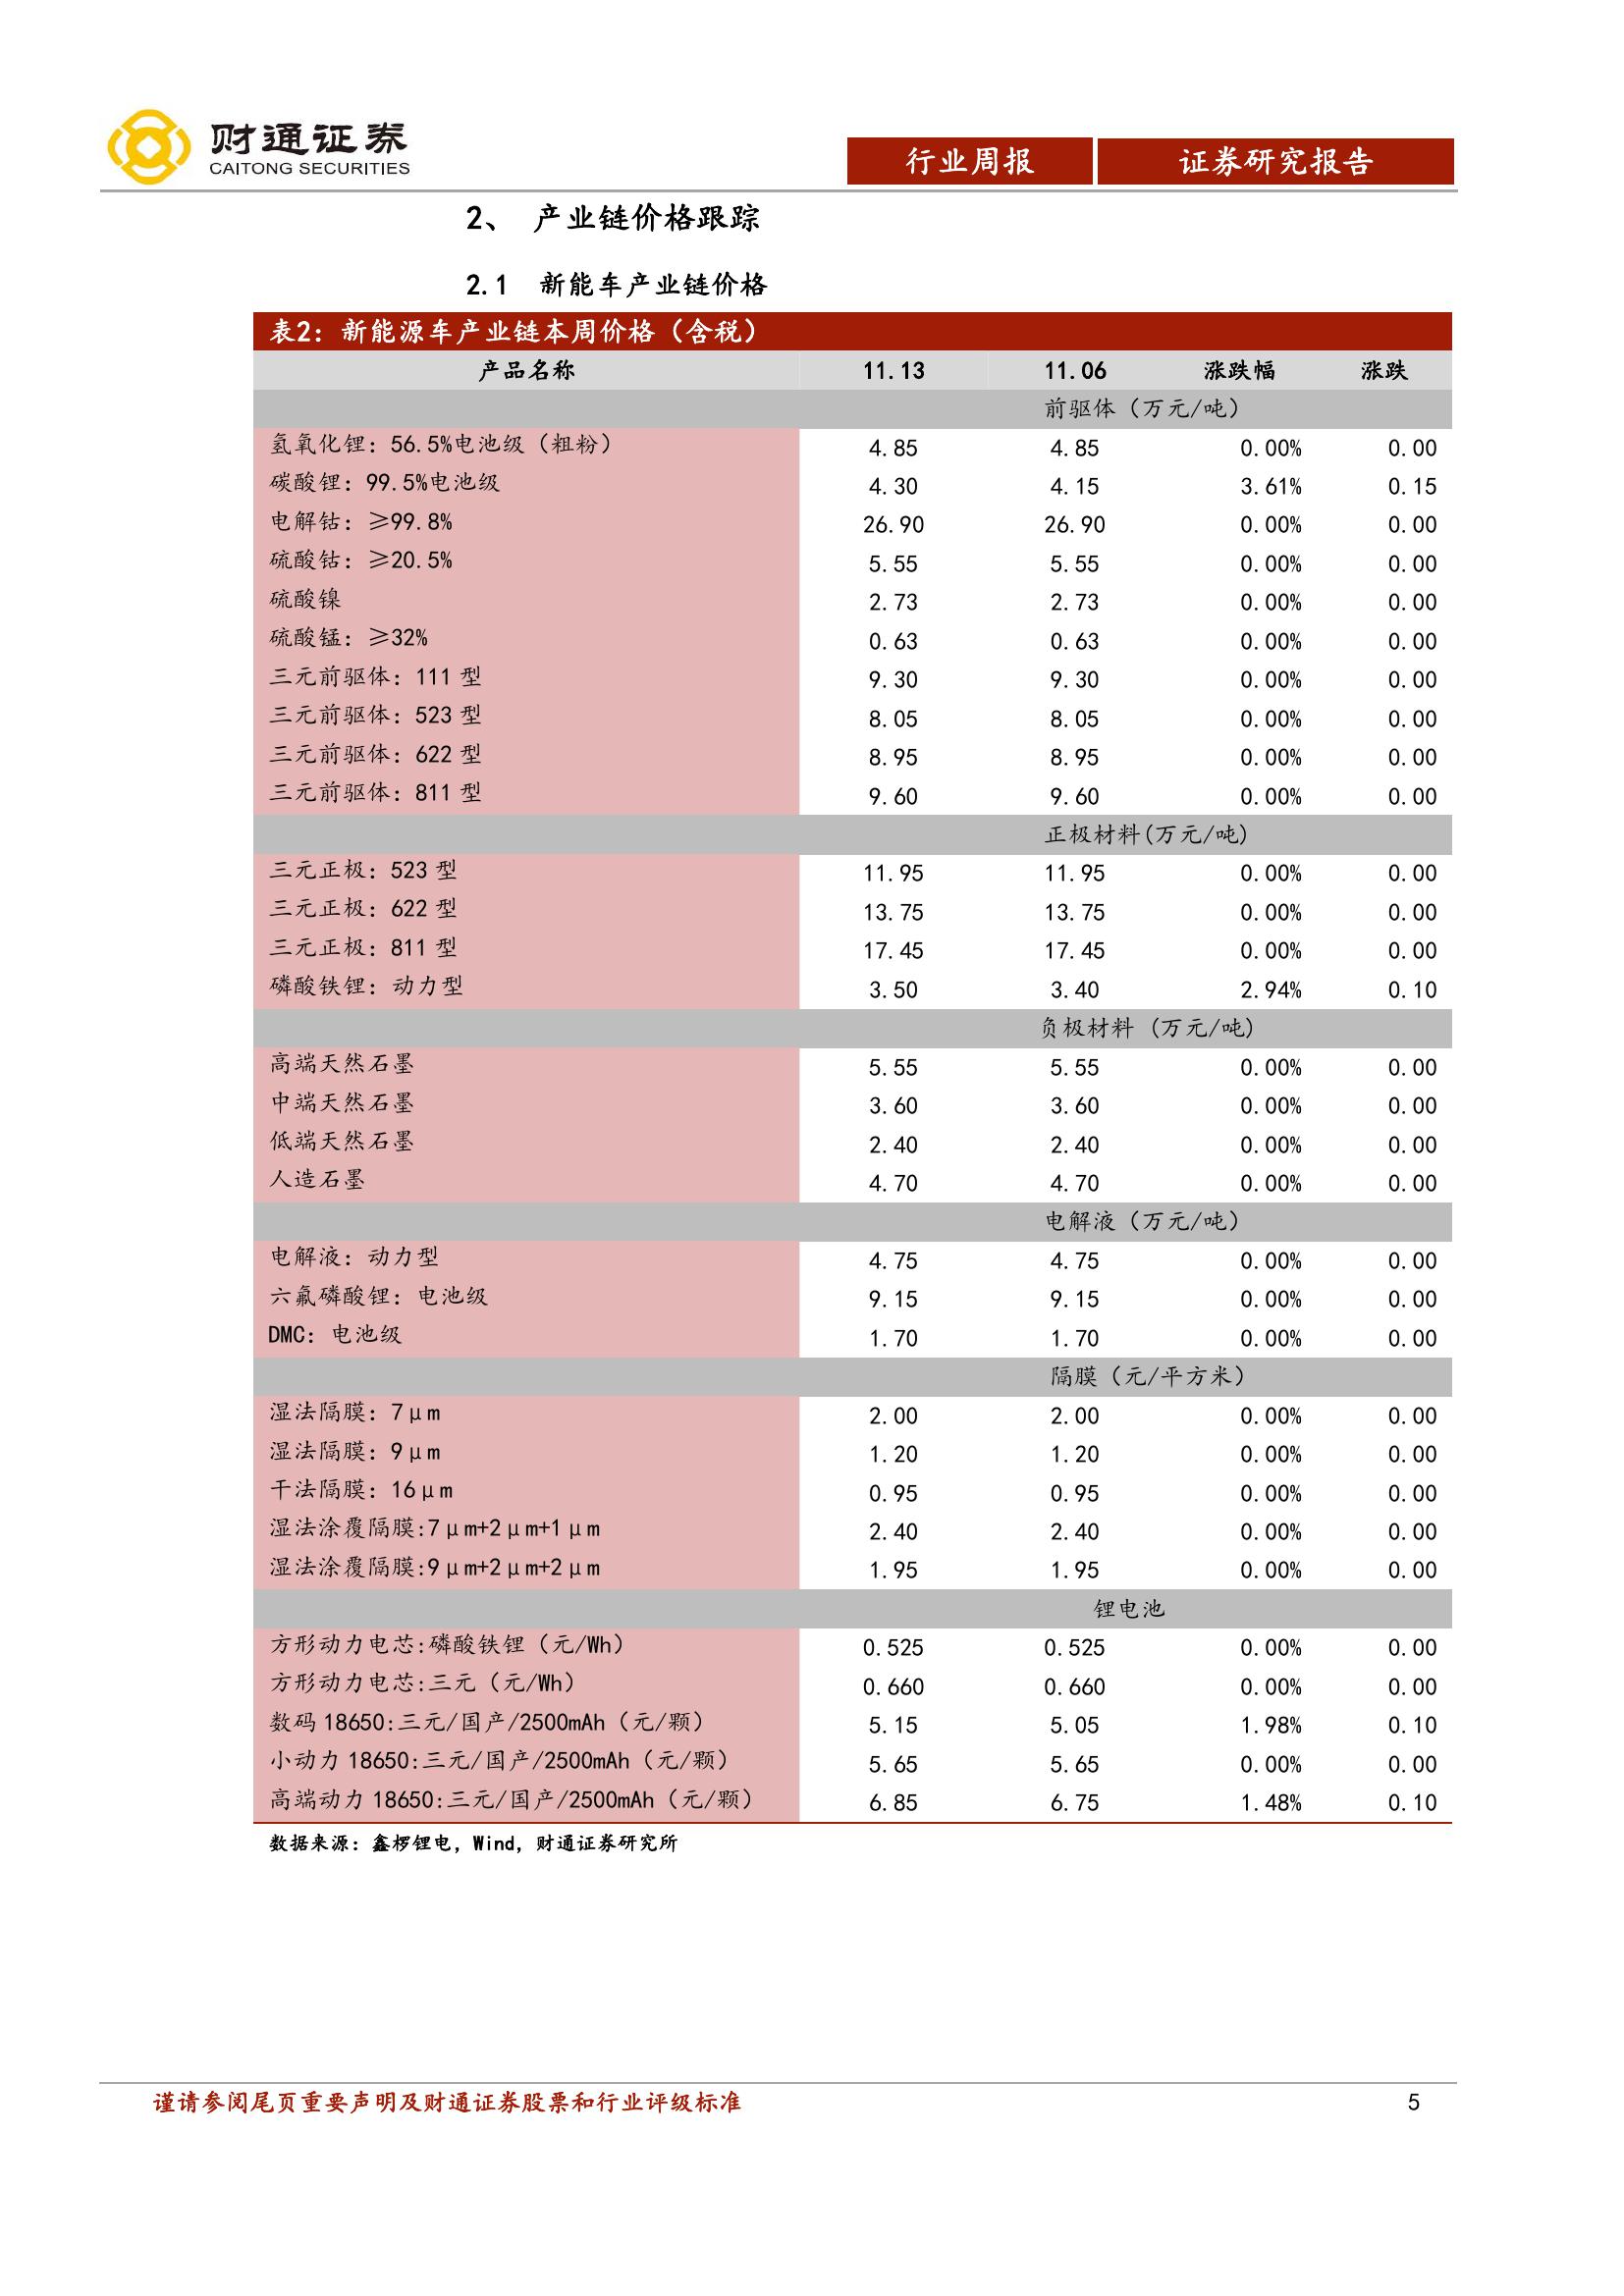 财通证券
CAITONG SECURITIES
行业周报 证券研究报告
2、 产业链价格跟踪
2.1 新能车产业链价格
表2：新能源车产业链本周价格（含税）
产品名称 11.13 11.06 涨跌幅 涨跌
前驱体（万元/吨）
氢氧化锂：56.5%电池级（粗粉） 4.85 4.85 0.00% 0.00
碳酸锂：99.5%电池级 4.30 4.15 3.61% 0.15
电解钴：≥99.8% 26.90 26.90 0.00% 0.00
硫酸钴：≥20.5% 5.55 5.55 0.00% 0.00
硫酸镍 2.73 2.73 0.00% 0.00
硫酸锰：≥32% 0.63 0.63 0.00% 0.00
三元前驱体：111 型 9.30 9.30 0.00% 0.00
三元前驱体：523 型 8.05 8.05 0.00% 0.00
三元前驱体：622 型 8.95 8.95 0.00% 0.00
三元前驱体：811 型 9.60 9.60 0.00% 0.00
正极材料(万元/吨)
三元正极：523 型 11.95 11.95 0.00% 0.00
三元正极：622 型 13.75 13.75 0.00% 0.00
三元正极：811 型 17.45 17.45 0.00% 0.00
磷酸铁锂：动力型 3.50 3.40 2.94% 0.10
负极材料 (万元/吨)
高端天然石墨 5.55 5.55 0.00% 0.00
中端天然石墨 3.60 3.60 0.00% 0.00
低端天然石墨 2.40 2.40 0.00% 0.00
人造石墨 4.70 4.70 0.00% 0.00
电解液（万元/吨）
电解液：动力型 4.75 4.75 0.00% 0.00
六氟磷酸锂：电池级 9.15 9.15 0.00% 0.00
DMC：电池级 1.70 1.70 0.00% 0.00
隔膜（元/平方米）
湿法隔膜：7μm 2.00 2.00 0.00% 0.00
湿法隔膜：9μm 1.20 1.20 0.00% 0.00
干法隔膜：16μm 0.95 0.95 0.00% 0.00
湿法涂覆隔膜:7μm+2μm+1μm 2.40 2.40 0.00% 0.00
湿法涂覆隔膜:9μm+2μm+2μm 1.95 1.95 0.00% 0.00
锂电池
方形动力电芯:磷酸铁锂（元/Wh） 0.525 0.525 0.00% 0.00
方形动力电芯:三元（元/Wh） 0.660 0.660 0.00% 0.00
数码 18650:三元/国产/2500mAh（元/颗） 5.15 5.05 1.98% 0.10
小动力 18650:三元/国产/2500mAh（元/颗） 5.65 5.65 0.00% 0.00
高端动力 18650:三元/国产/2500mAh（元/颗） 6.85 6.75 1.48% 0.10
数据来源：鑫椤锂电，Wind，财通证券研究所
谨请参阅尾页重要声明及财通证券股票和行业评级标准 5